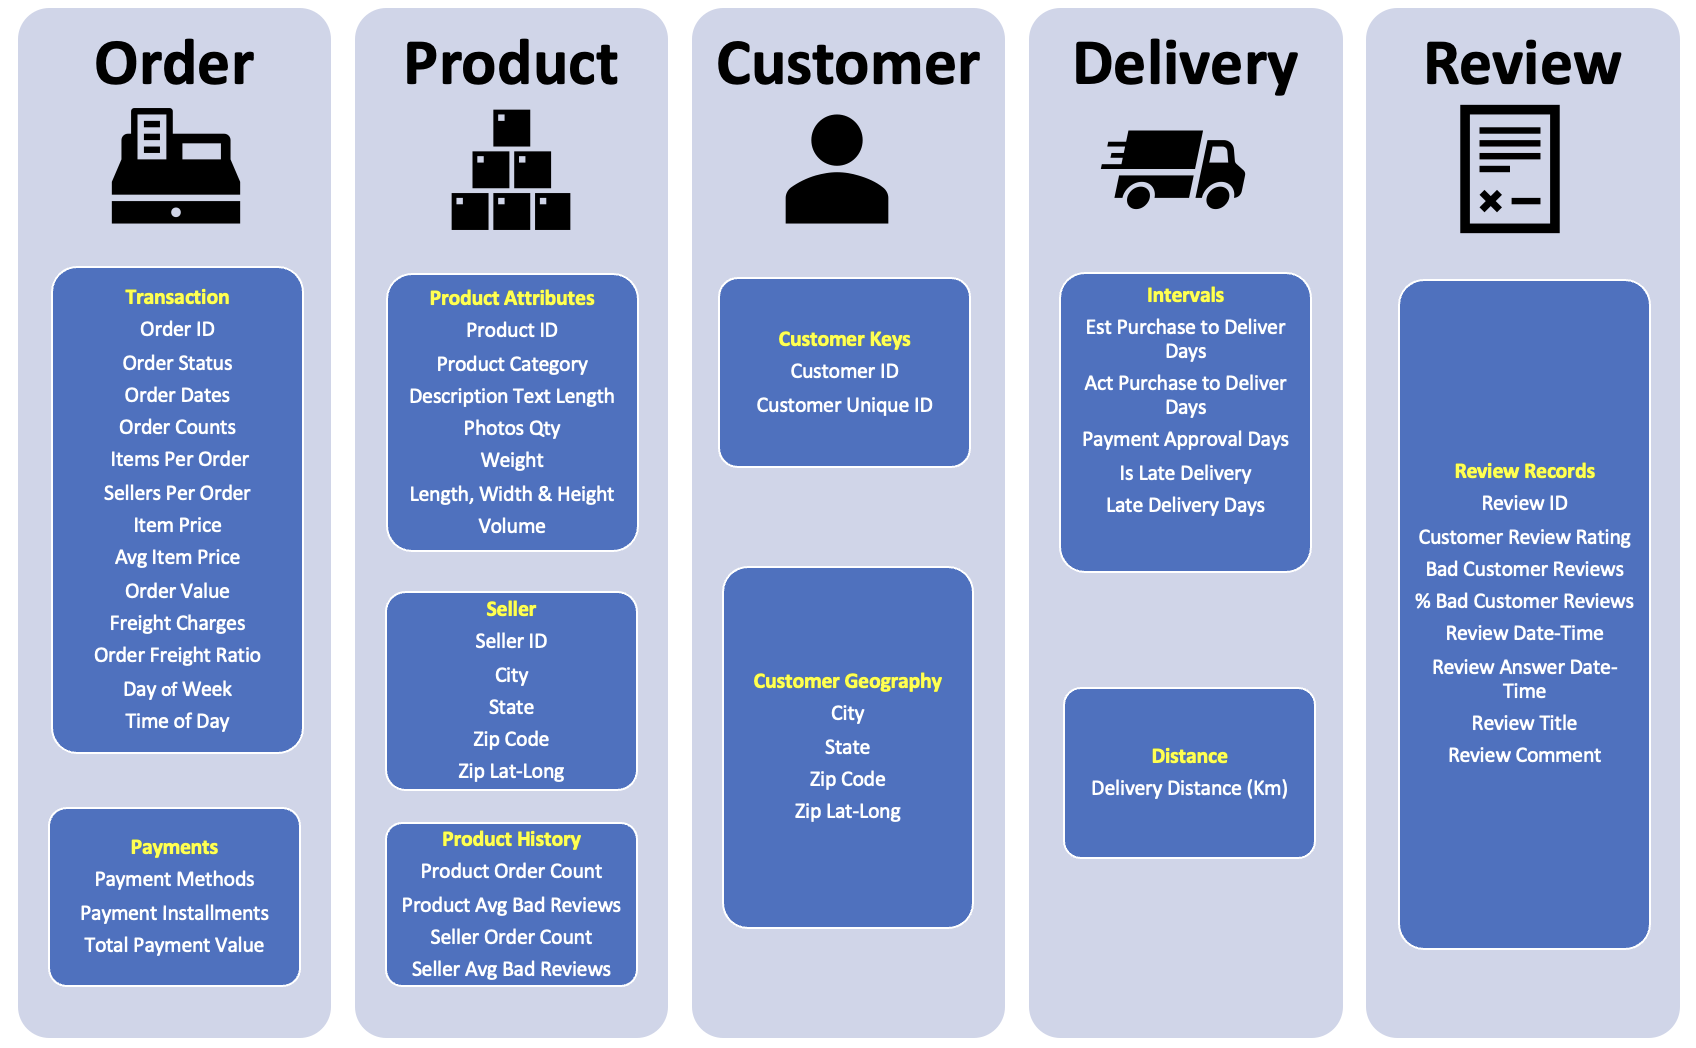 Order
Transaction
Order ID
Order Status
Order Dates
Order Counts
Items Per Order
Sellers Per Order
Item Price
Avg Item Price
Order Value
Freight Charges
Order Freight Ratio
Day of Week
Time of Day
Payments
Payment Methods
Payment Installments
Total Payment Value
Product
Product Attributes
Product ID
Product Category
Description Text Length
Photos Qty
Weight
Length, Width & Height
Volume
Seller
Seller ID
City
State
Zip Code
Zip Lat-Long
Product History
Product Order Count
Product Avg Bad Reviews
Seller Order Count
Seller Avg Bad Reviews
Customer
Customer Keys
Customer ID
Customer Unique ID
Customer Geography
City
State
Zip Code
Zip Lat-Long
Delivery
Intervals
Est Purchase to Deliver
Days
Act Purchase to Deliver
Days
Payment Approval Days
Is Late Delivery
Late Delivery Days
Distance
Delivery Distance (Km)
Review
Review Records
Review ID
Customer Review Rating
Bad Customer Reviews
% Bad Customer Reviews
Review Date-Time
Review Answer Date-
Time
Review Title
Review Comment